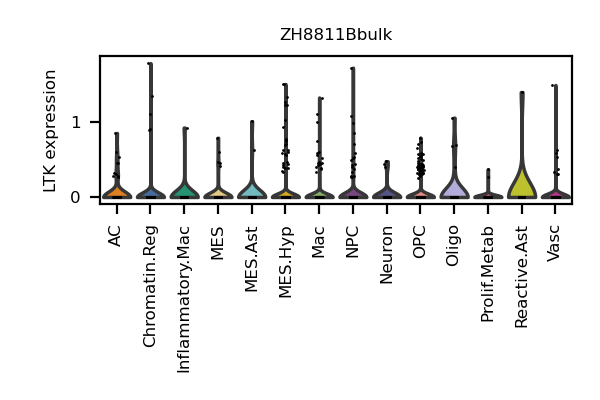 ZH8811Bbulk
LTK expression
1
0
AC
Chromatin.Reg
Inflammatory.Mac
MES
MES.Ast
MES.Hyp
Mac
NPC
Neuron
OPC
Oligo
Prolif.Metab
Reactive.Ast
Vasc